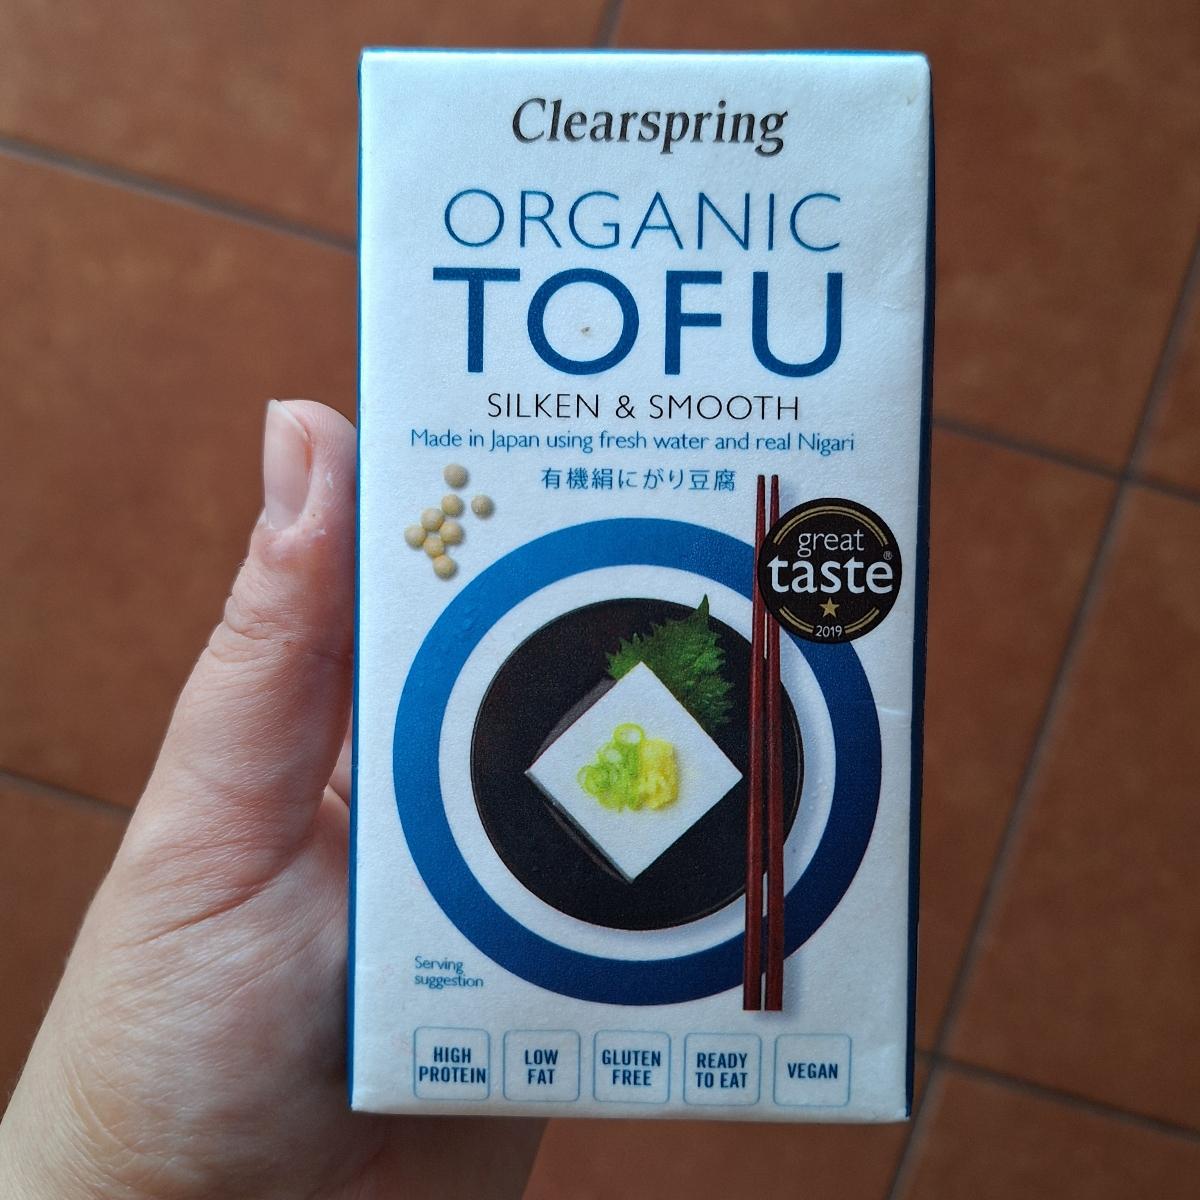 Clearspring
ORGANIC
TOFU
SILKEN & SMOOTH
Made in Japan using fresh water and real Nigari
有機絹にがり豆腐
great
taste®
2019
Serving
suggestion
HIGH
PROTEIN
LOW
FAT
GLUTEN
FREE
READY
TO EAT
VEGAN